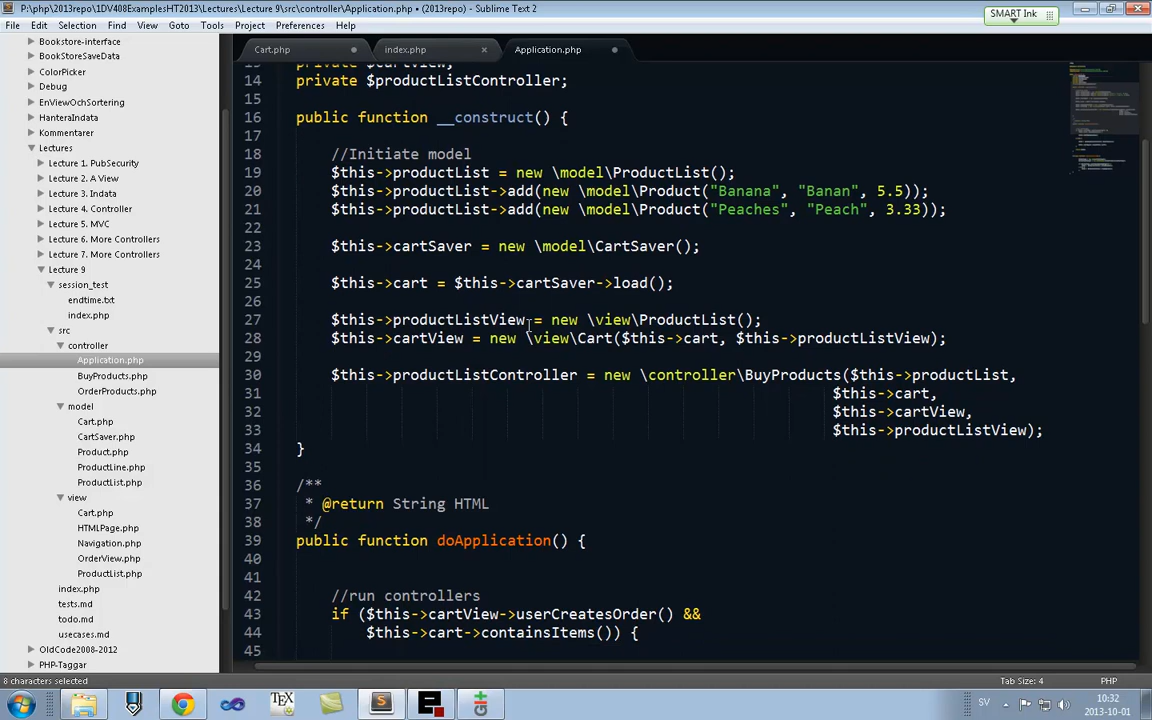 P:\php\2013repo\1DV408ExamplesHT2013\Lectures\Lecture 9\src\controller\Application.php • (2013repo) - Sublime Text 2
SMART Ink
File Edit Selection Find View Goto Tools Project Preferences Help
Bookstore-interface
BookStoreSaveData
ColorPicker
Debug
EnViewOchSortering
HanteraIndata
Kommentarer
Lectures
Lecture 1. PubSecurity
Lecture 2. A View
Lecture 3. Indata
Lecture 4. Controller
Lecture 5. MVC
Lecture 6. More Controllers
Lecture 7. More Controllers
Lecture 9
session_test
endtime.txt
index.php
src
controller
Application.php
BuyProducts.php
OrderProducts.php
model
Cart.php
CartSaver.php
Product.php
ProductLine.php
ProductList.php
view
Cart.php
HTMLPage.php
Navigation.php
OrderView.php
ProductList.php
index.php
tests.md
todo.md
usecases.md
OldCode2008-2012
PHP-Taggar
Cart.php index.php Application.php
13 private $cartView;
14 private $productListController;
15
16 public function __construct() {
17
18 //Initiate model
19 $this->productList = new \model\ProductList();
20 $this->productList->add(new \model\Product("Banana", "Banan", 5.5));
21 $this->productList->add(new \model\Product("Peaches", "Peach", 3.33));
22
23 $this->cartSaver = new \model\CartSaver();
24
25 $this->cart = $this->cartSaver->load();
26
27 $this->productListView = new \view\ProductList();
28 $this->cartView = new \view\Cart($this->cart, $this->productListView);
29
30 $this->productListController = new \controller\BuyProducts($this->productList,
31 $this->cart,
32 $this->cartView,
33 $this->productListView);
34 }
35
36 /**
37 * @return String HTML
38 */
39 public function doApplication() {
40
41
42 //run controllers
43 if ($this->cartView->userCreatesOrder() &&
44 $this->cart->containsItems()) {
45
8 characters selected
Tab Size: 4
PHP
SV
10:32
2013-10-01